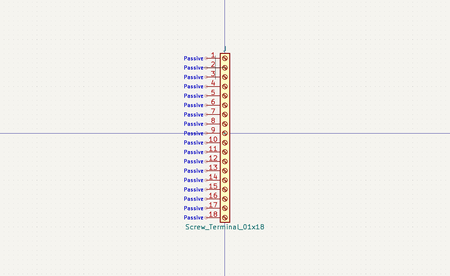 J
Passive 1
Passive 2
Passive 3
Passive 4
Passive 5
Passive 6
Passive 7
Passive 8
Passive 9
Passive 10
Passive 11
Passive 12
Passive 13
Passive 14
Passive 15
Passive 16
Passive 17
Passive 18
Screw_Terminal_01x18